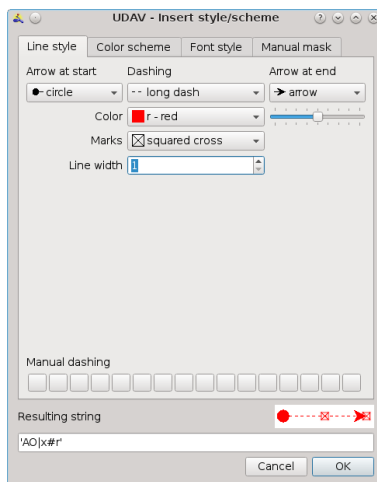 UDAV - Insert style/scheme
Line style Color scheme Font style Manual mask
Arrow at start Dashing Arrow at end
circle -- long dash arrow
Color r - red
Marks squared cross
Line width 1
Manual dashing
Resulting string
'AO|x#r'
Cancel OK